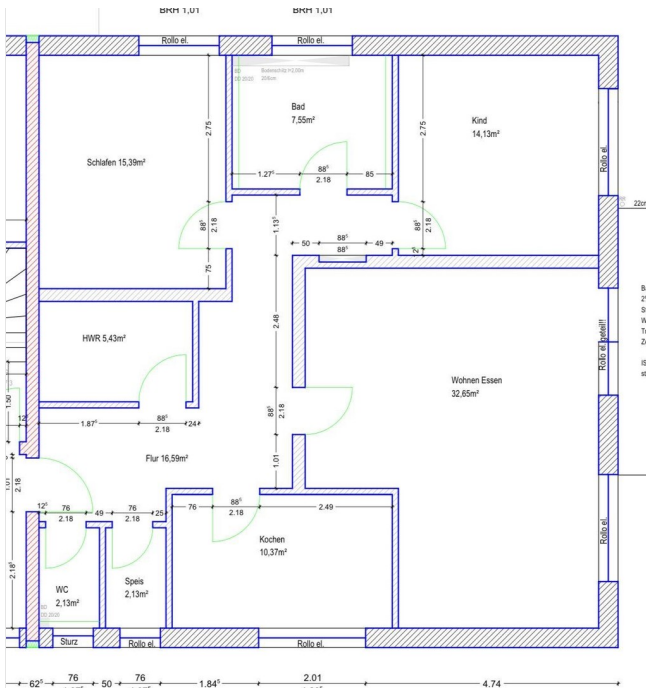 BRH 1,01
BRH 1,01
Rollo el.
Rollo el.
Bad
7,55m²
Kind
14,13m²
2.75
2.75
Rollo el.
Schlafen 15,39m²
1.27⁵
88⁵
2.18
85
88⁵
2.18
1.13⁵
88⁵
2.18
22cm
50
88⁵
88⁵
49
12⁵
75
2.48
HWR 5,43m²
Rollo el. geteil!!
Wohnen Essen
32,65m²
1.50
12⁵
1.87⁵
88⁵
2.18
24
88⁵
2.18
Flur 16,59m²
1.01
2.18
1.01
12⁵
76
2.18
49
76
2.18
25
76
88⁵
2.18
2.49
Rollo el.
Kochen
10,37m²
2.18⁵
WC
2,13m²
Speis
2,13m²
Sturz
Rollo el.
Rollo el.
62⁵
76
50
76
1.84⁵
2.01
4.74